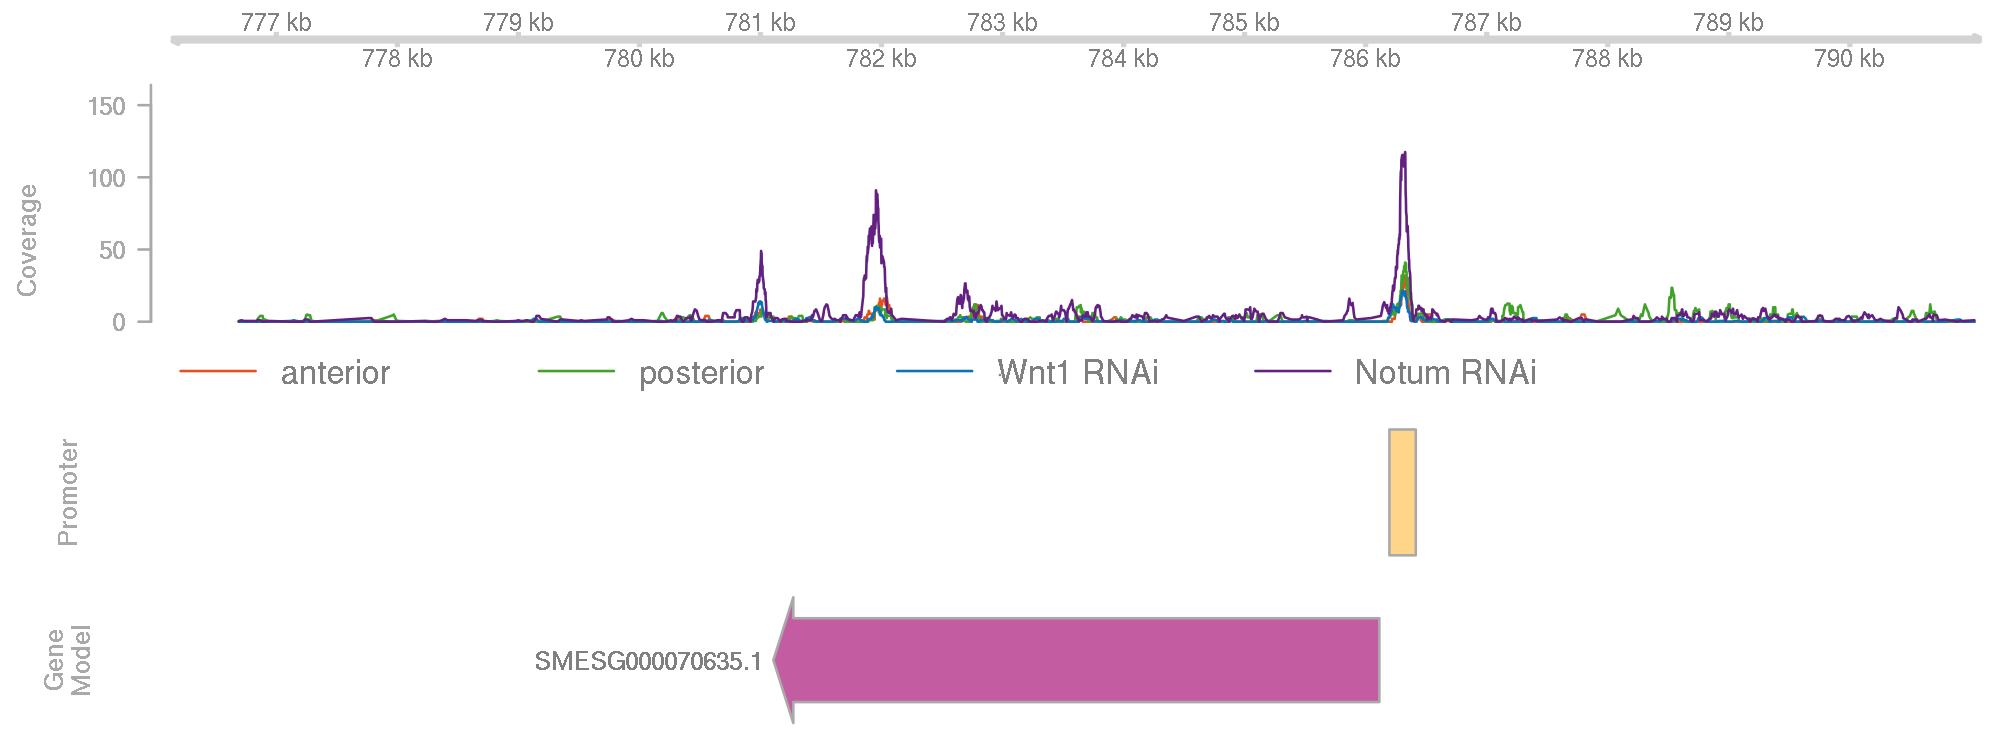 777 kb 779 kb 781 kb 783 kb 785 kb 787 kb 789 kb
778 kb 780 kb 782 kb 784 kb 786 kb 788 kb 790 kb
150
100
50
0
Coverage
anterior posterior Wnt1 RNAi Notum RNAi
Promoter
Gene
Model
SMESG000070635.1